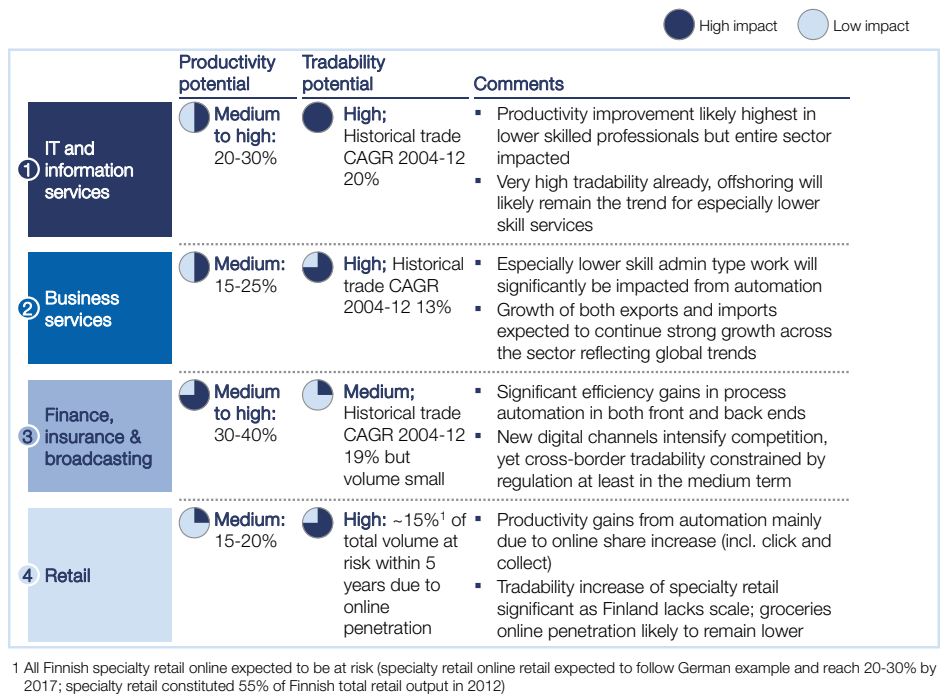 High impact
Low impact
Productivity
potential
Tradability
potential
Comments
1
IT and
information
services
Medium
to high:
20-30%
High;
Historical trade
CAGR 2004-12
20%
▪ Productivity improvement likely highest in
lower skilled professionals but entire sector
impacted
▪ Very high tradability already, offshoring will
likely remain the trend for especially lower
skill services
2
Business
services
Medium:
15-25%
High; Historical
trade CAGR
2004-12 13%
▪ Especially lower skill admin type work will
significantly be impacted from automation
▪ Growth of both exports and imports
expected to continue strong growth across
the sector reflecting global trends
3
Finance,
insurance &
broadcasting
Medium
to high:
30-40%
Medium;
Historical trade
CAGR 2004-12
19% but
volume small
▪ Significant efficiency gains in process
automation in both front and back ends
▪ New digital channels intensify competition,
yet cross-border tradability constrained by
regulation at least in the medium term
4
Retail
Medium:
15-20%
High: ~15%¹ of
total volume at
risk within 5
years due to
online
penetration
▪ Productivity gains from automation mainly
due to online share increase (incl. click and
collect)
▪ Tradability increase of specialty retail
significant as Finland lacks scale; groceries
online penetration likely to remain lower
1 All Finnish specialty retail online expected to be at risk (specialty retail online retail expected to follow German example and reach 20-30% by
2017; specialty retail constituted 55% of Finnish total retail output in 2012)